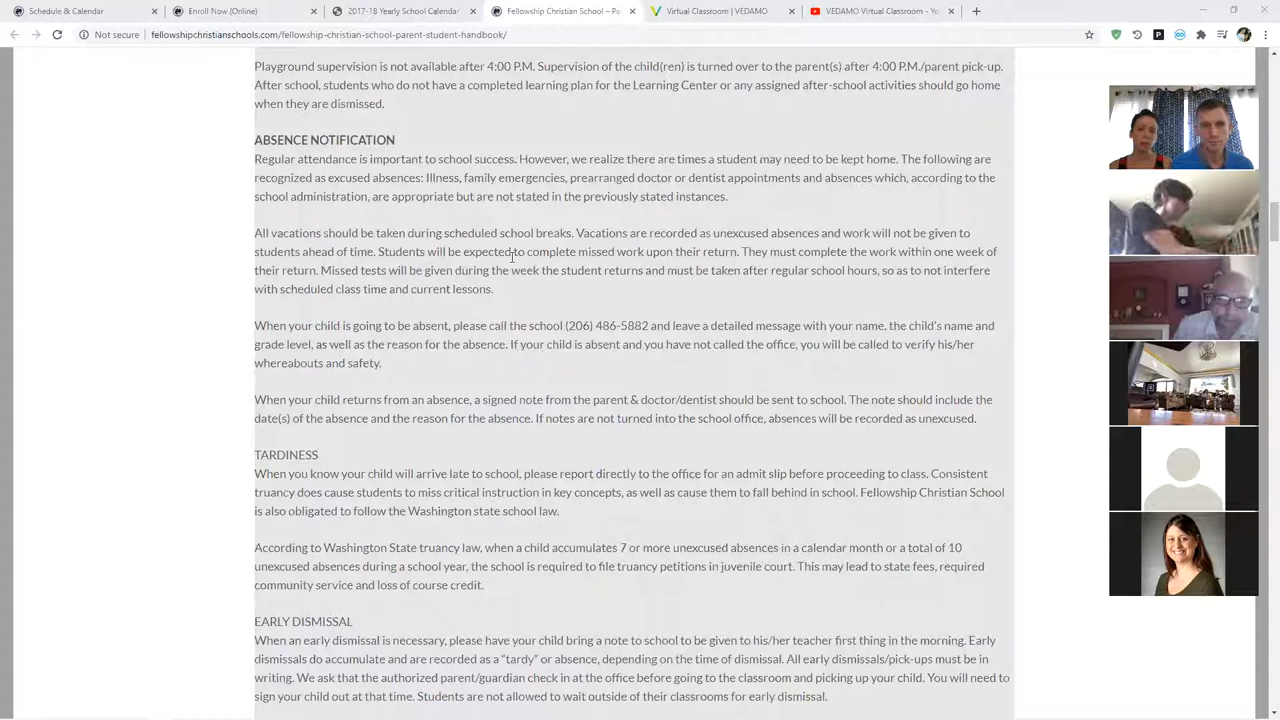 Schedule & Calendar
Enroll Now (Online)
2017-18 Yearly School Calendar
Fellowship Christian School – Pa
Virtual Classroom | VEDAMO
VEDAMO Virtual Classroom - Yo
Not secure
fellowshipchristianschools.com/fellowship-christian-school-parent-student-handbook/
Playground supervision is not available after 4:00 P.M. Supervision of the child(ren) is turned over to the parent(s) after 4:00 P.M./parent pick-up.
After school, students who do not have a completed learning plan for the Learning Center or any assigned after-school activities should go home
when they are dismissed.
ABSENCE NOTIFICATION
Regular attendance is important to school success. However, we realize there are times a student may need to be kept home. The following are
recognized as excused absences: Illness, family emergences, prearranged doctor or dentist appointments and absences which, according to the
school administration, are appropriate but are not stated in the previously stated instances.
All vacations should be taken during scheduled school breaks. Vacations are recorded as unexcused absences and work will not be given to
students ahead of time. Students will be expected to complete missed work upon their return. They must complete the work within one week of
their return. Missed tests will be given during the week the student returns and must be taken after regular school hours, so as to not interfere
with scheduled class time and current lessons.
When your child is going to be absent, please call the school (206) 486-5882 and leave a detailed message with your name, the child's name and
grade level, as well as the reason for the absence. If your child is absent and you have not called the office, you will be called to verify his/her
whereabouts and safety.
When your child returns from an absence, a signed note from the parent & doctor/dentist should be sent to school. The note should include the
date(s) of the absence and the reason for the absence. If notes are not turned into the school office, absences will be recorded as unexcused.
TARDINESS
When you know your child will arrive late to school, please report directly to the office for an admit slip before proceeding to class. Consistent
truancy does cause students to miss critical instruction in key concepts, as well as cause them to fall behind in school. Fellowship Christian School
is also obligated to follow the Washington state school law.
According to Washington State truancy law, when a child accumulates 7 or more unexcused absences in a calendar month or a total of 10
unexcused absences during a school year, the school is required to file truancy petitions in juvenile court. This may lead to state fees, required
community service and loss of course credit.
EARLY DISMISSAL
When an early dismissal is necessary, please have your child bring a note to school to be given to his/her teacher first thing in the morning. Early
dismissals do accumulate and are recorded as a “tardy” or absence, depending on the time of dismissal. All early dismissals/pick-ups must be in
writing. We ask that the authorized parent/guardian check in at the office before going to the classroom and picking up your child. You will need to
sign your child out at that time. Students are not allowed to wait outside of their classrooms for early dismissal.